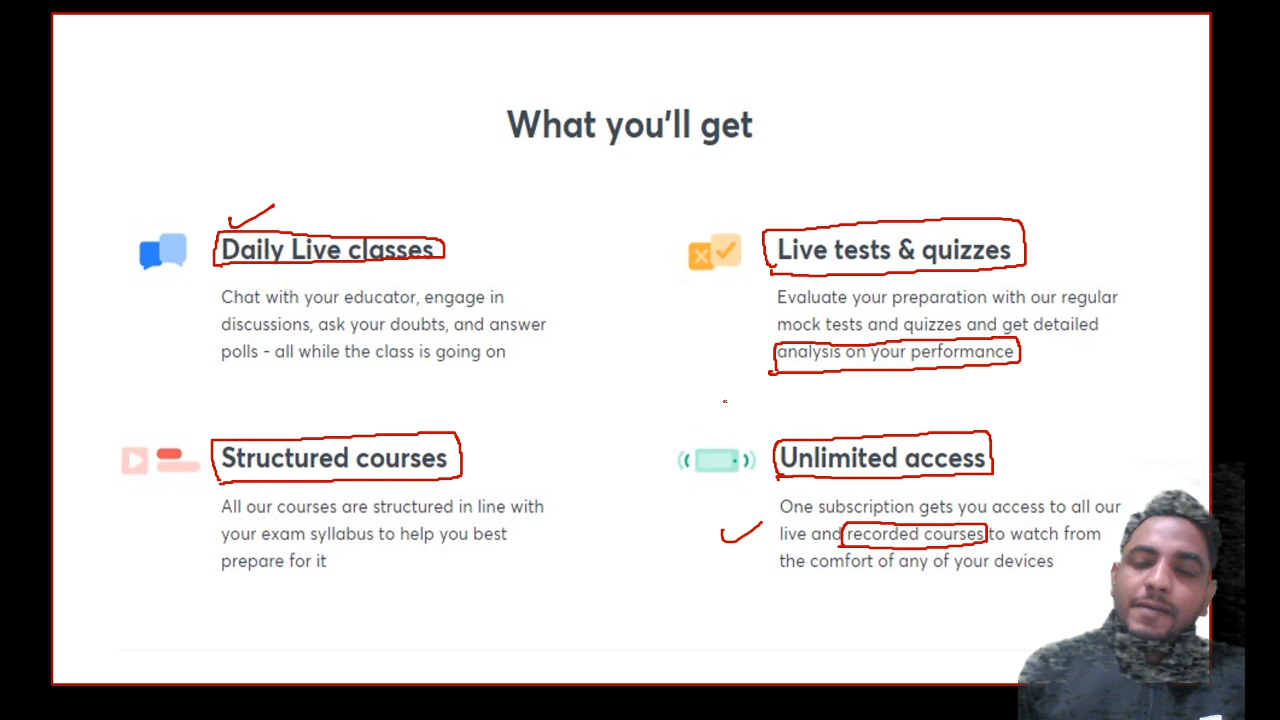 What you'll get
Daily Live classes
Chat with your educator, engage in
discussions, ask your doubts, and answer
polls - all while the class is going on
Live tests & quizzes
Evaluate your preparation with our regular
mock tests and quizzes and get detailed
analysis on your performance
Structured courses
All our courses are structured in line with
your exam syllabus to help you best
prepare for it
Unlimited access
One subscription gets you access to all our
live and recorded courses to watch from
the comfort of any of your devices